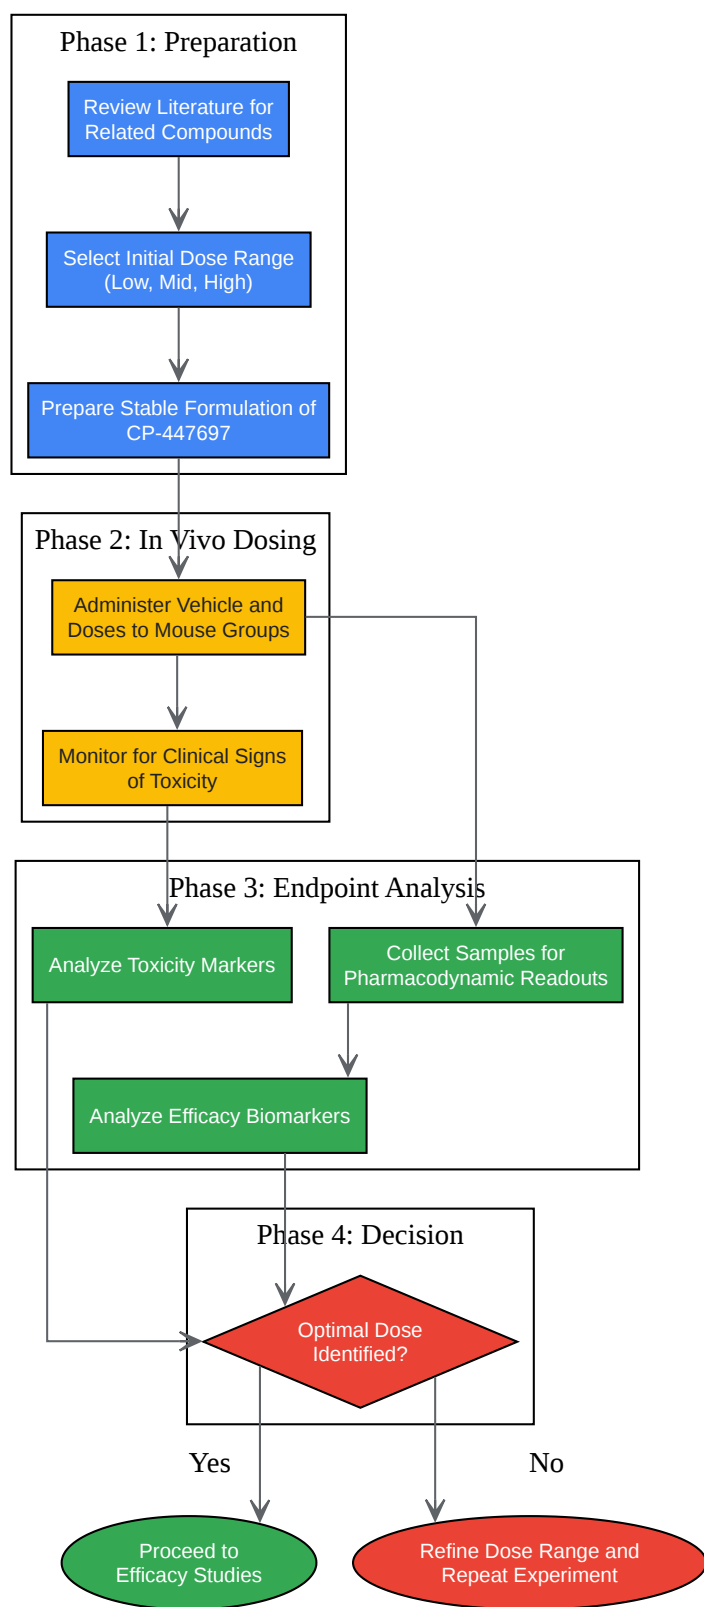 Phase 1: Preparation
Review Literature for
Related Compounds
Select Initial Dose Range
(Low, Mid, High)
Prepare Stable Formulation of
CP-447697
Phase 2: In Vivo Dosing
Administer Vehicle and
Doses to Mouse Groups
Monitor for Clinical Signs
of Toxicity
Phase 3: Endpoint Analysis
Analyze Toxicity Markers
Collect Samples for
Pharmacodynamic Readouts
Analyze Efficacy Biomarkers
Phase 4: Decision
Optimal Dose
Identified?
Yes
No
Proceed to
Efficacy Studies
Refine Dose Range and
Repeat Experiment